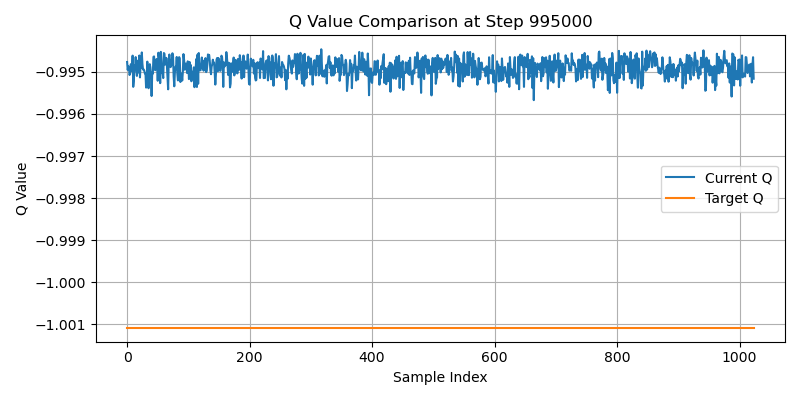 Q Value Comparison at Step 995000
Q Value
−0.995
−0.996
−0.997
−0.998
−0.999
−1.000
−1.001
Current Q
Target Q
0 200 400 600 800 1000
Sample Index